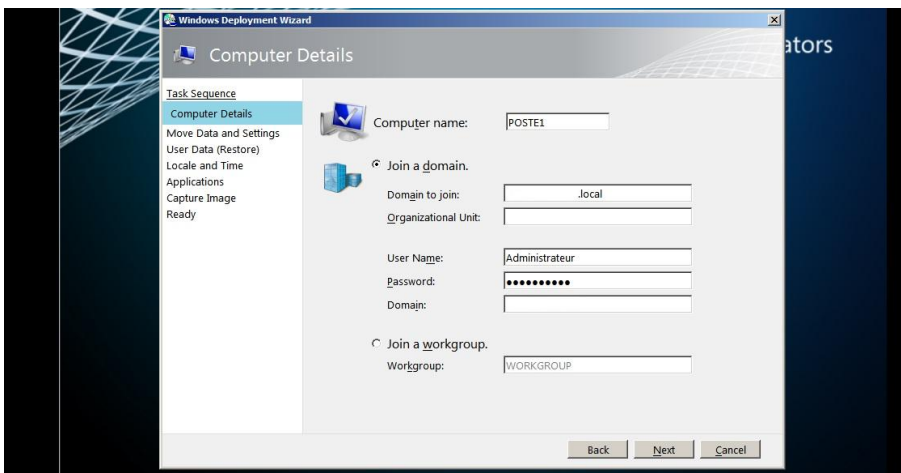 Windows Deployment Wizard
ators
Computer Details
Task Sequence
Computer Details
Move Data and Settings
User Data (Restore)
Locale and Time
Applications
Capture Image
Ready
Computer name: POSTE1
Join a domain.
Domain to join: .local
Organizational Unit:
User Name: Administrateur
Password: ●●●●●●●●●●
Domain:
Join a workgroup.
Workgroup: WORKGROUP
Back Next Cancel